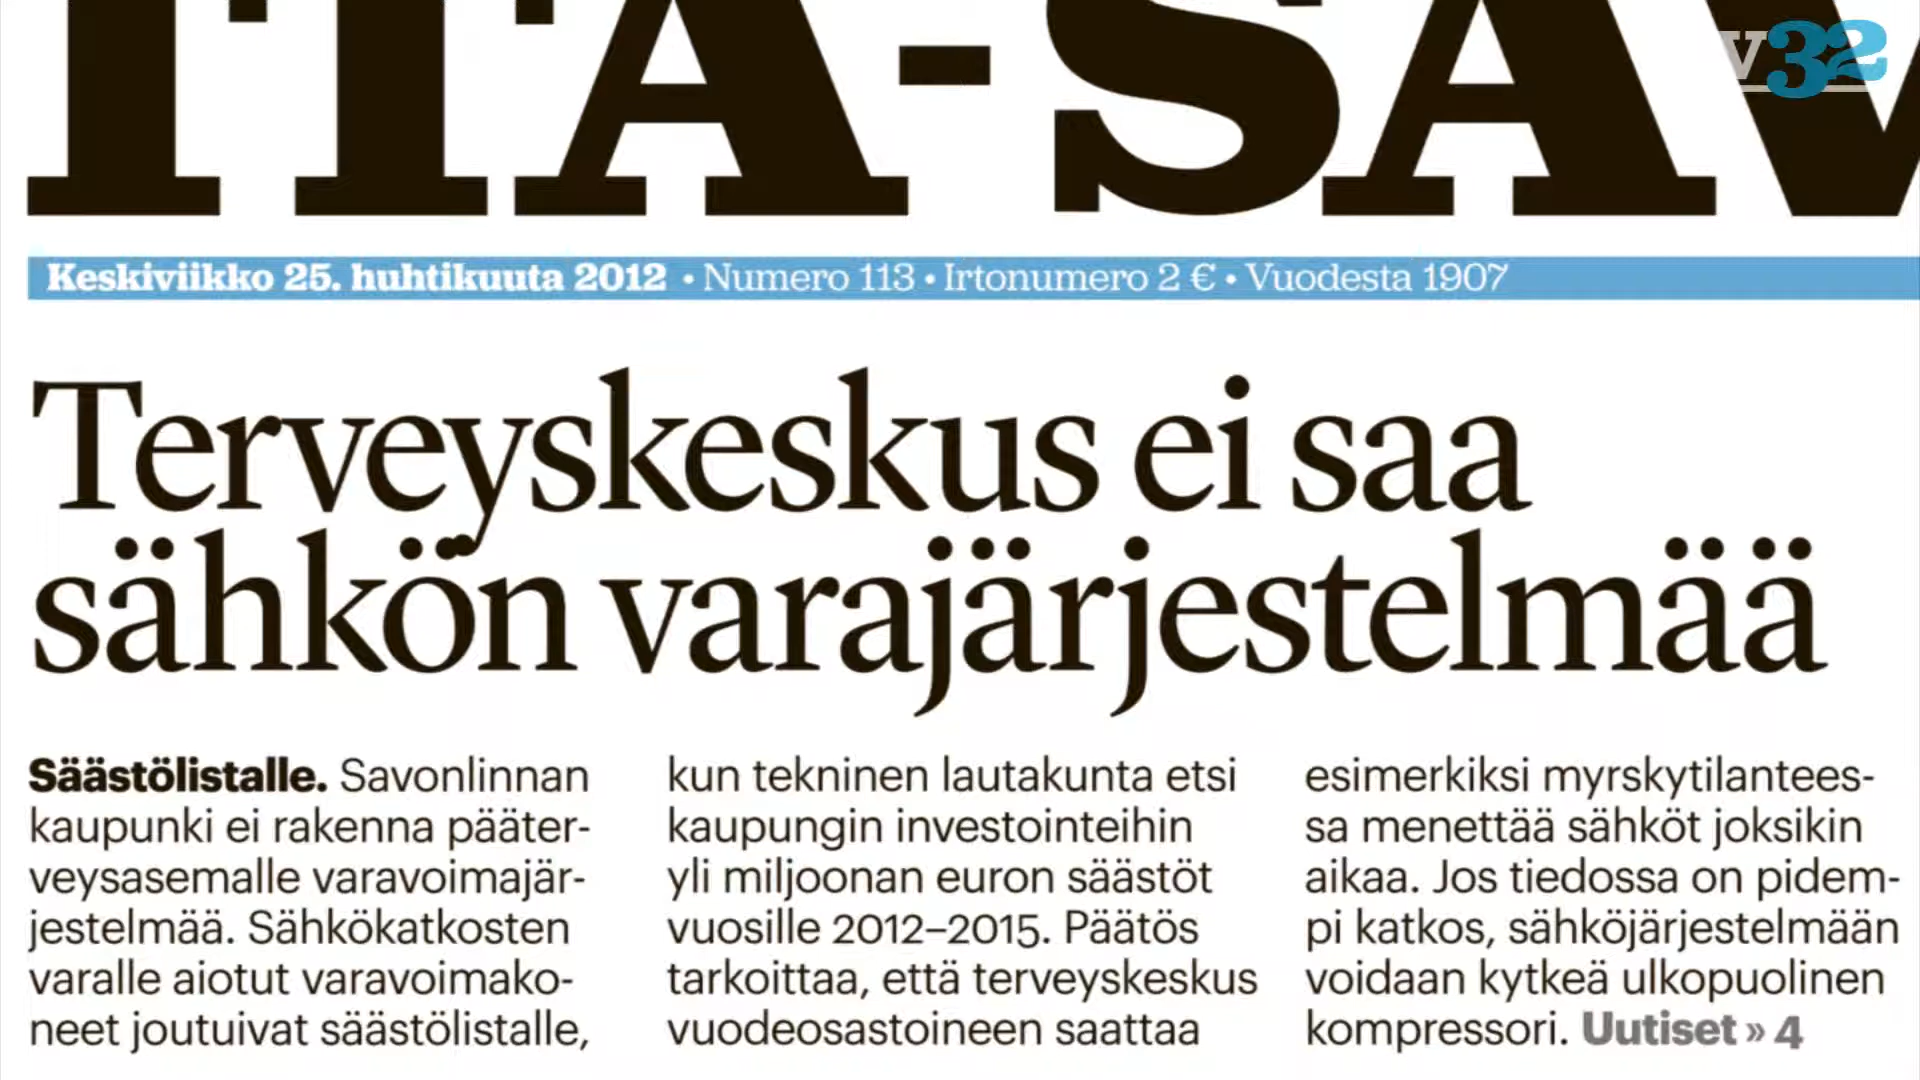 ITÄ-SAV
V32
Keskiviikko 25. huhtikuuta 2012 • Numero 113 • Irtonumero 2 € • Vuodesta 1907
Terveyskeskus ei saa
sähkön varajärjestelmää
Säästölistalle. Savonlinnan
kaupunki ei rakenna pääter-
veysasemalle varavoimajär-
jestelmää. Sähkökatkosten
varalle aiotut varavoimako-
neet joutuivat säästölistalle,
kun tekninen lautakunta etsi
kaupungin investointeihin
yli miljoonan euron säästöt
vuosille 2012–2015. Päätös
tarkoittaa, että terveyskeskus
vuodeosastoineen saattaa
esimerkiksi myrskytilantees-
sa menettää sähköt joksikin
aikaa. Jos tiedossa on pidem-
pi katkos, sähköjärjestelmään
voidaan kytkeä ulkopuolinen
kompressori. Uutiset » 4